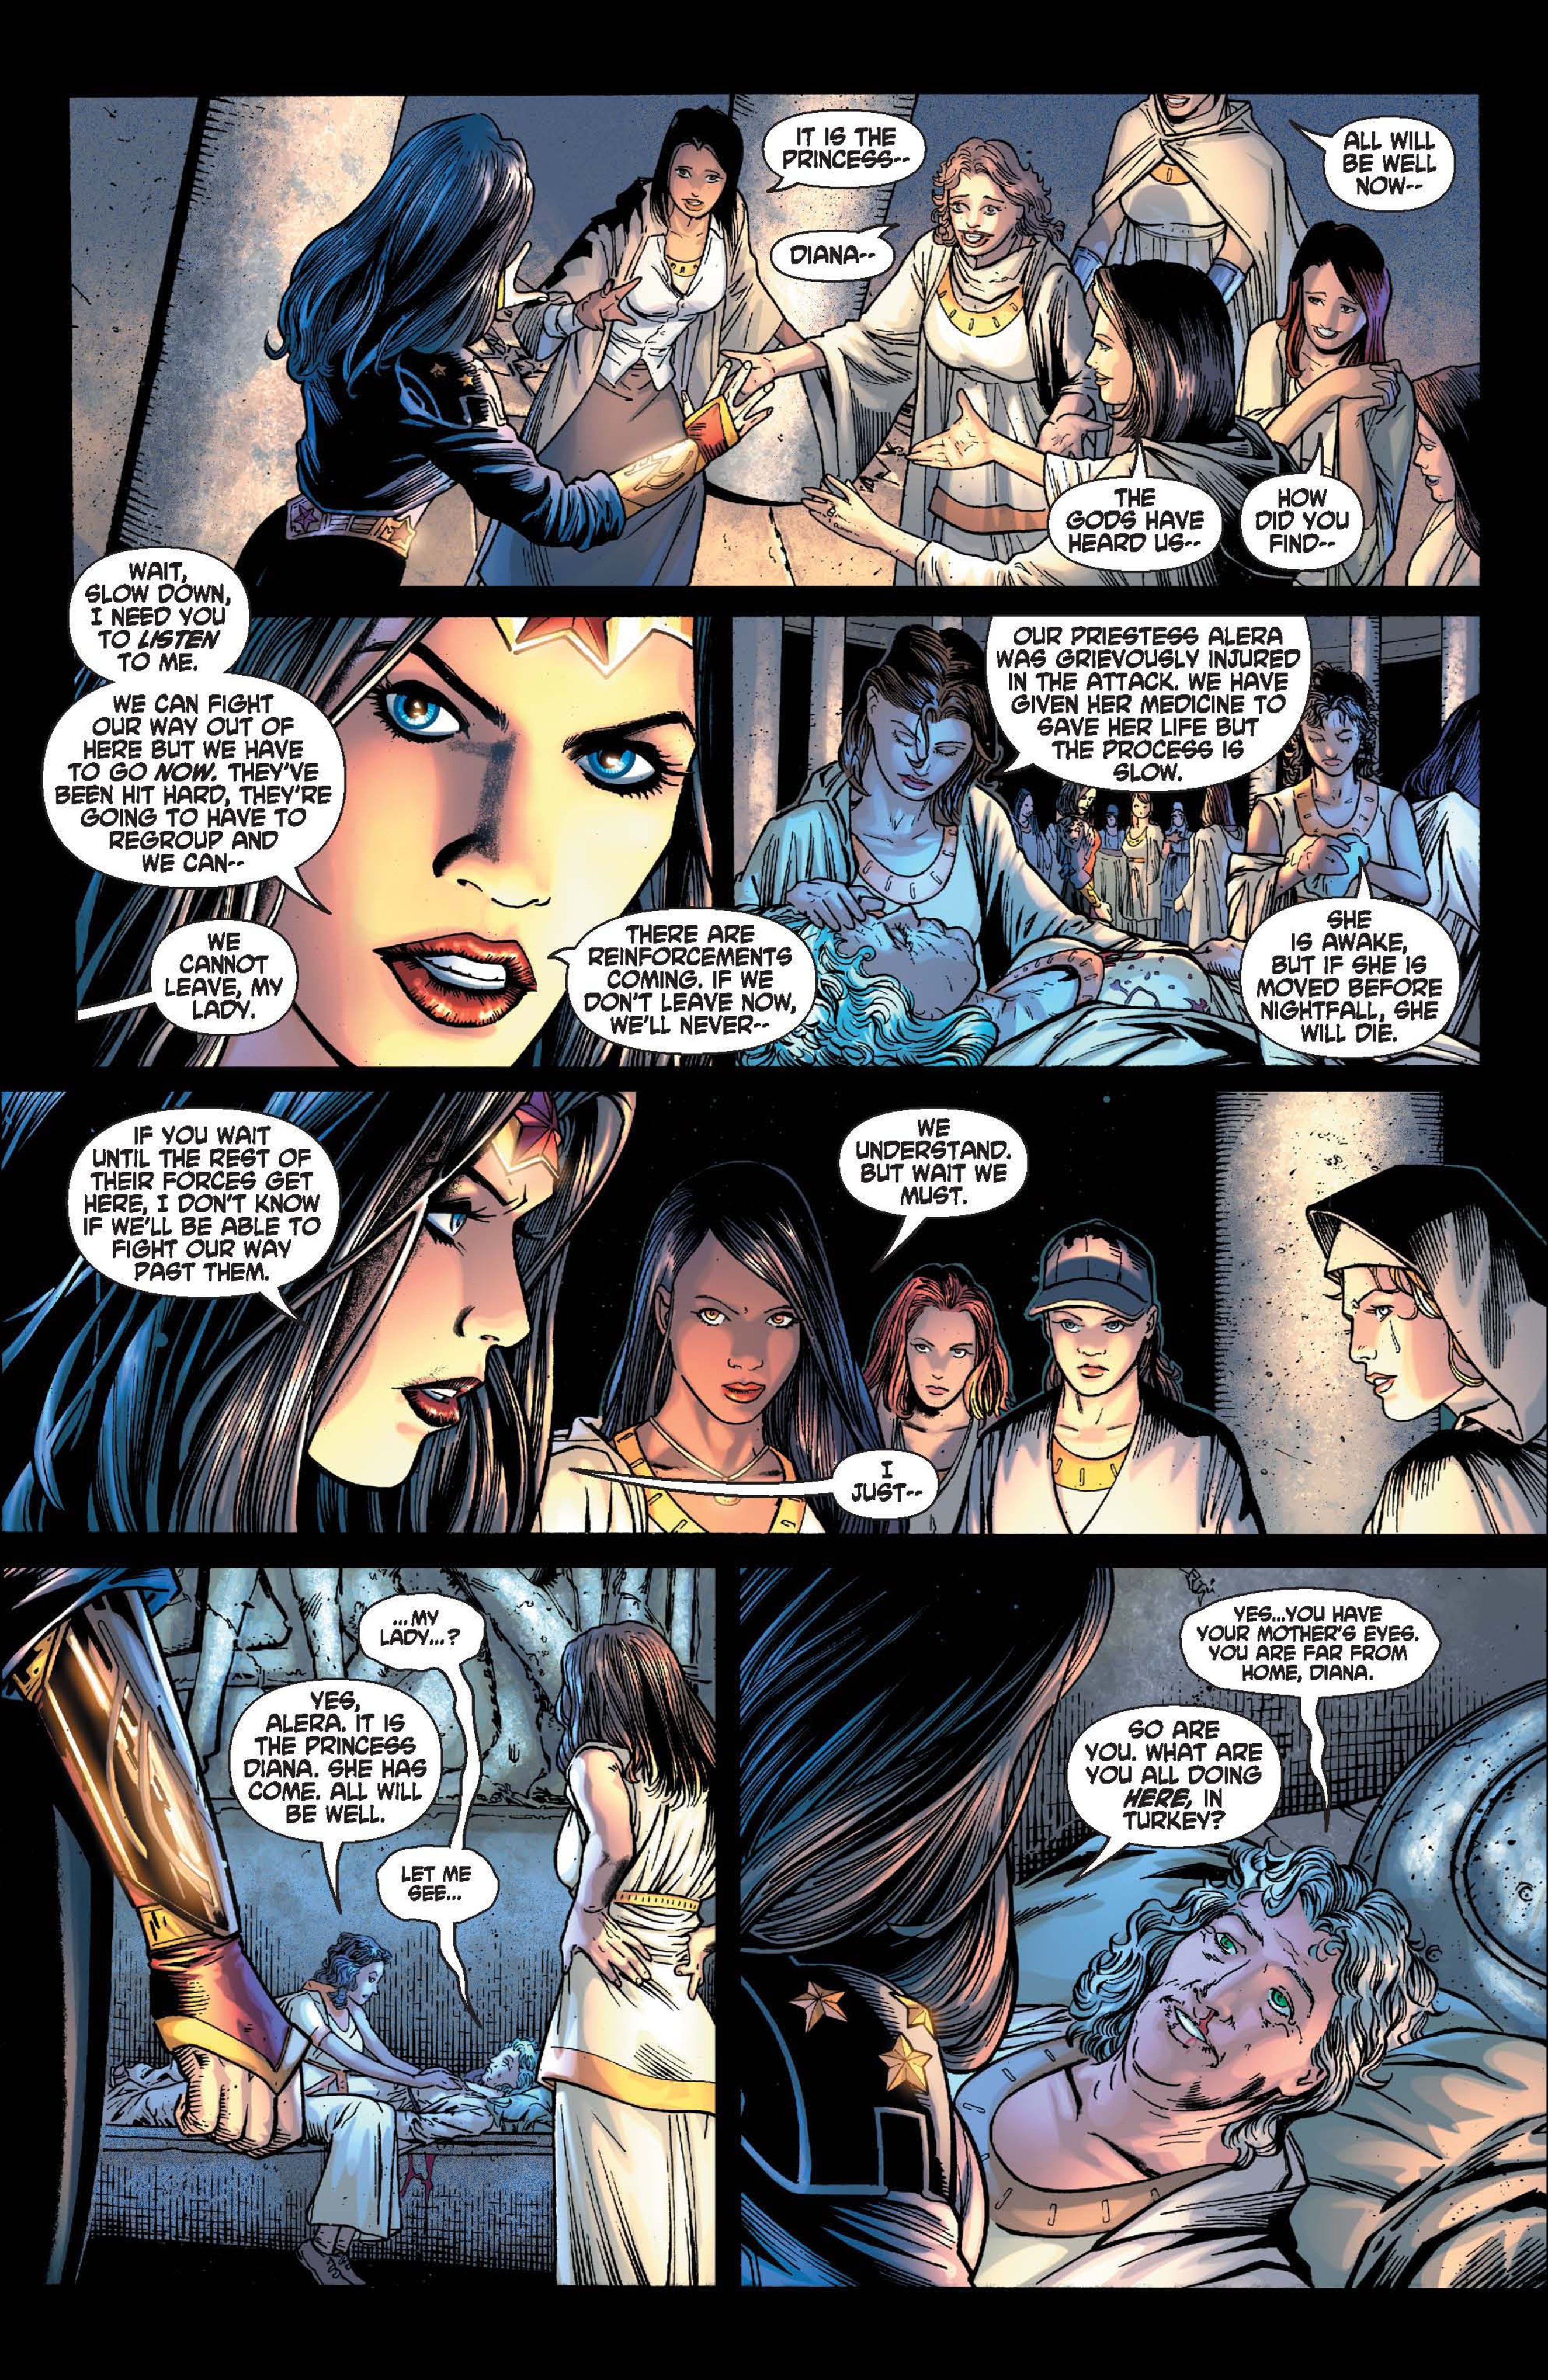 IT IS THE
PRINCESS--
DIANA--
ALL WILL
BE WELL
NOW--
THE
GODS HAVE
HEARD US--
HOW
DID YOU
FIND--
WAIT,
SLOW DOWN,
I NEED YOU
TO LISTEN
TO ME.
WE CAN FIGHT
OUR WAY OUT OF
HERE BUT WE HAVE
TO GO NOW. THEY'VE
BEEN HIT HARD, THEY'RE
GOING TO HAVE TO
REGROUP AND
WE CAN--
WE
CANNOT
LEAVE, MY
LADY.
THERE ARE
REINFORCEMENTS
COMING. IF WE
DON'T LEAVE NOW,
WE'LL NEVER--
OUR PRIESTESS ALERA
WAS GRIEVOUSLY INJURED
IN THE ATTACK. WE HAVE
GIVEN HER MEDICINE TO
SAVE HER LIFE BUT
THE PROCESS IS
SLOW.
SHE
IS AWAKE,
BUT IF SHE IS
MOVED BEFORE
NIGHTFALL, SHE
WILL DIE.
IF YOU WAIT
UNTIL THE REST OF
THEIR FORCES GET
HERE, I DON'T KNOW
IF WE'LL BE ABLE TO
FIGHT OUR WAY
PAST THEM.
WE
UNDERSTAND.
BUT WAIT WE
MUST.
I
JUST--
...MY
LADY...?
YES,
ALERA. IT IS
THE PRINCESS
DIANA. SHE HAS
COME. ALL WILL
BE WELL.
LET ME
SEE...
YES...YOU HAVE
YOUR MOTHER'S EYES.
YOU ARE FAR FROM
HOME, DIANA.
SO ARE
YOU. WHAT ARE
YOU ALL DOING
HERE, IN
TURKEY?